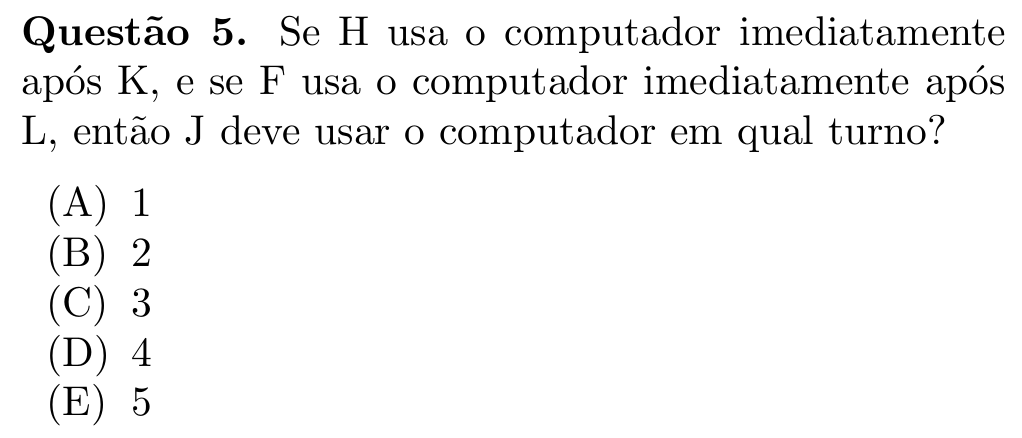 Questão 5. Se H usa o computador imediatamente
após K, e se F usa o computador imediatamente após
L, então J deve usar o computador em qual turno?
(A) 1
(B) 2
(C) 3
(D) 4
(E) 5